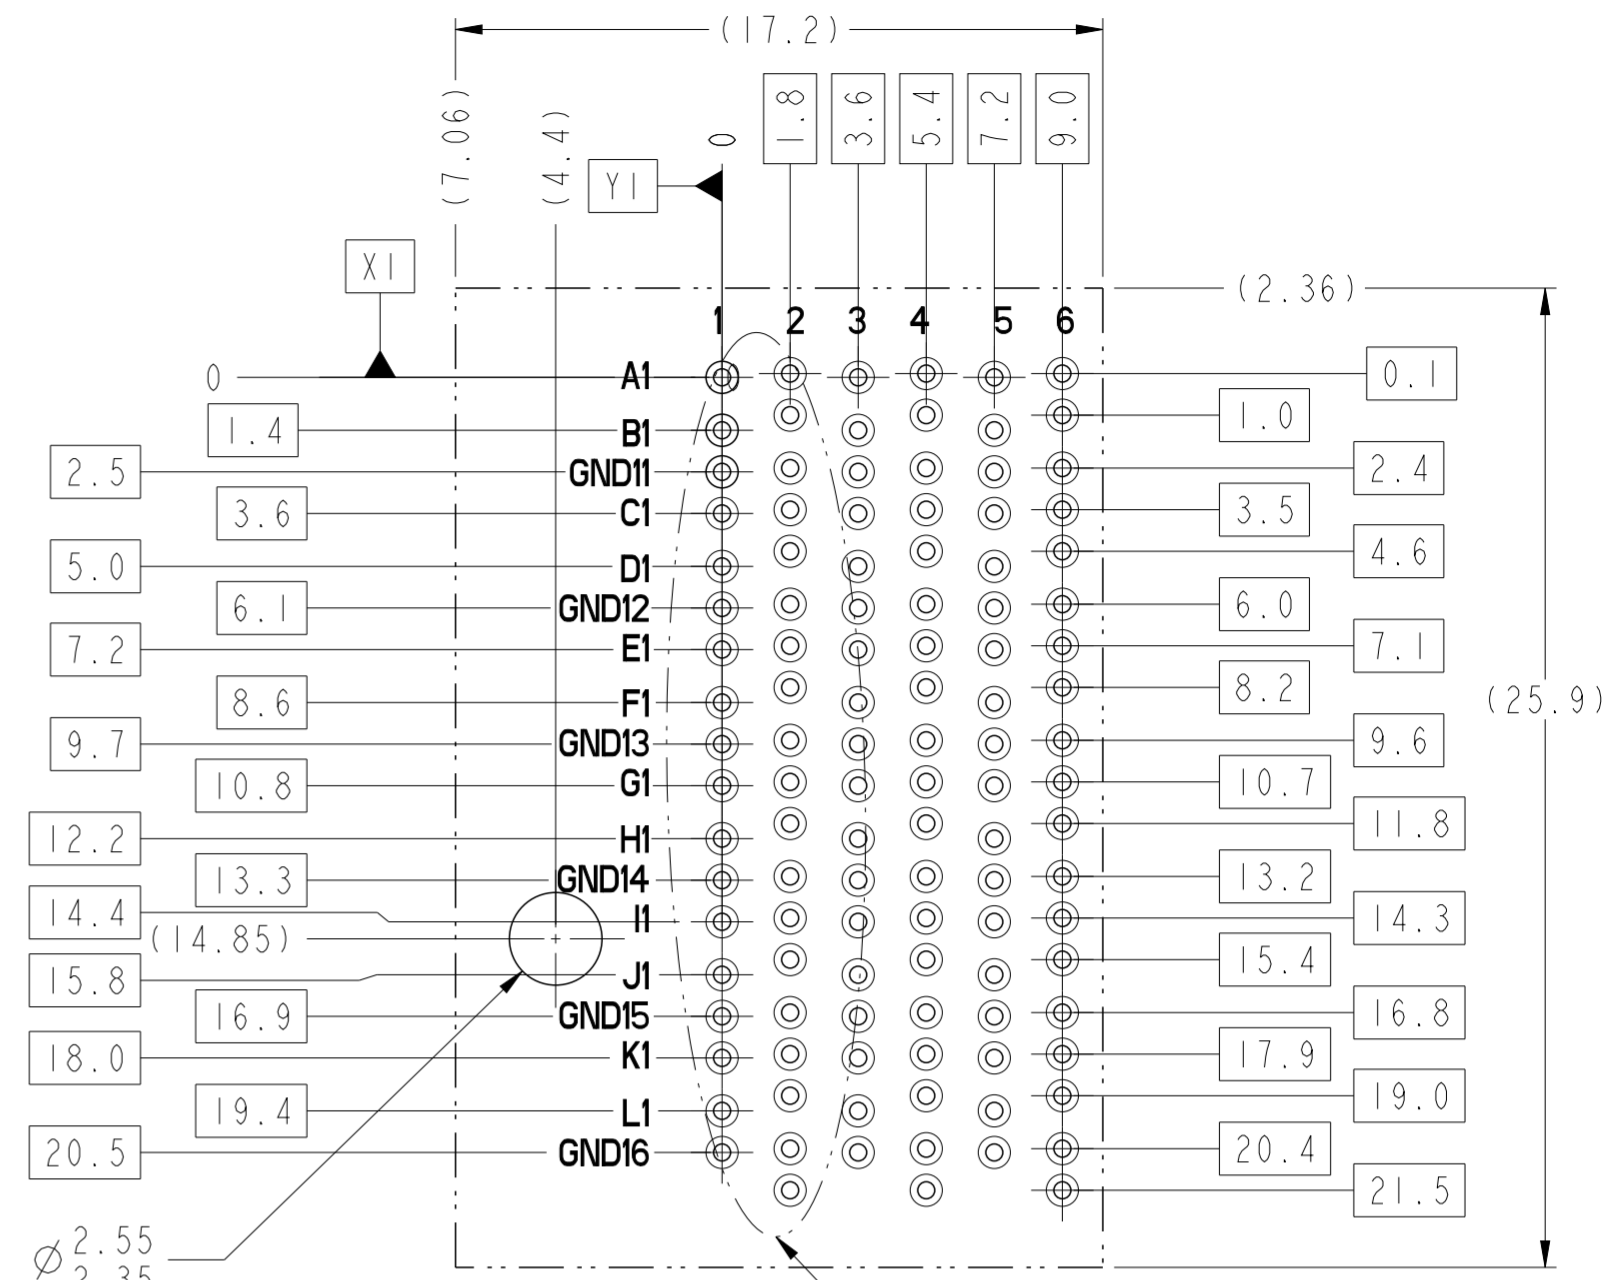 (17.2)
(7.06)
(4.4)
0
1.8
3.6
5.4
7.2
9.0
Y1
X1
(2.36)
1 2 3 4 5 6
0 A1 0.1
1.4 B1 1.0
2.5 GND11 2.4
3.6 C1 3.5
5.0 D1 4.6
6.1 GND12 6.0
7.2 E1 7.1
8.6 F1 8.2
(25.9)
9.7 GND13 9.6
10.8 G1 10.7
12.2 H1 11.8
13.3 GND14 13.2
14.4 I1 14.3
(14.85)
15.8 J1 15.4
16.9 GND15 16.8
18.0 K1 17.9
19.4 L1 19.0
20.5 GND16 20.4
21.5
⌀ 2.55
2.35